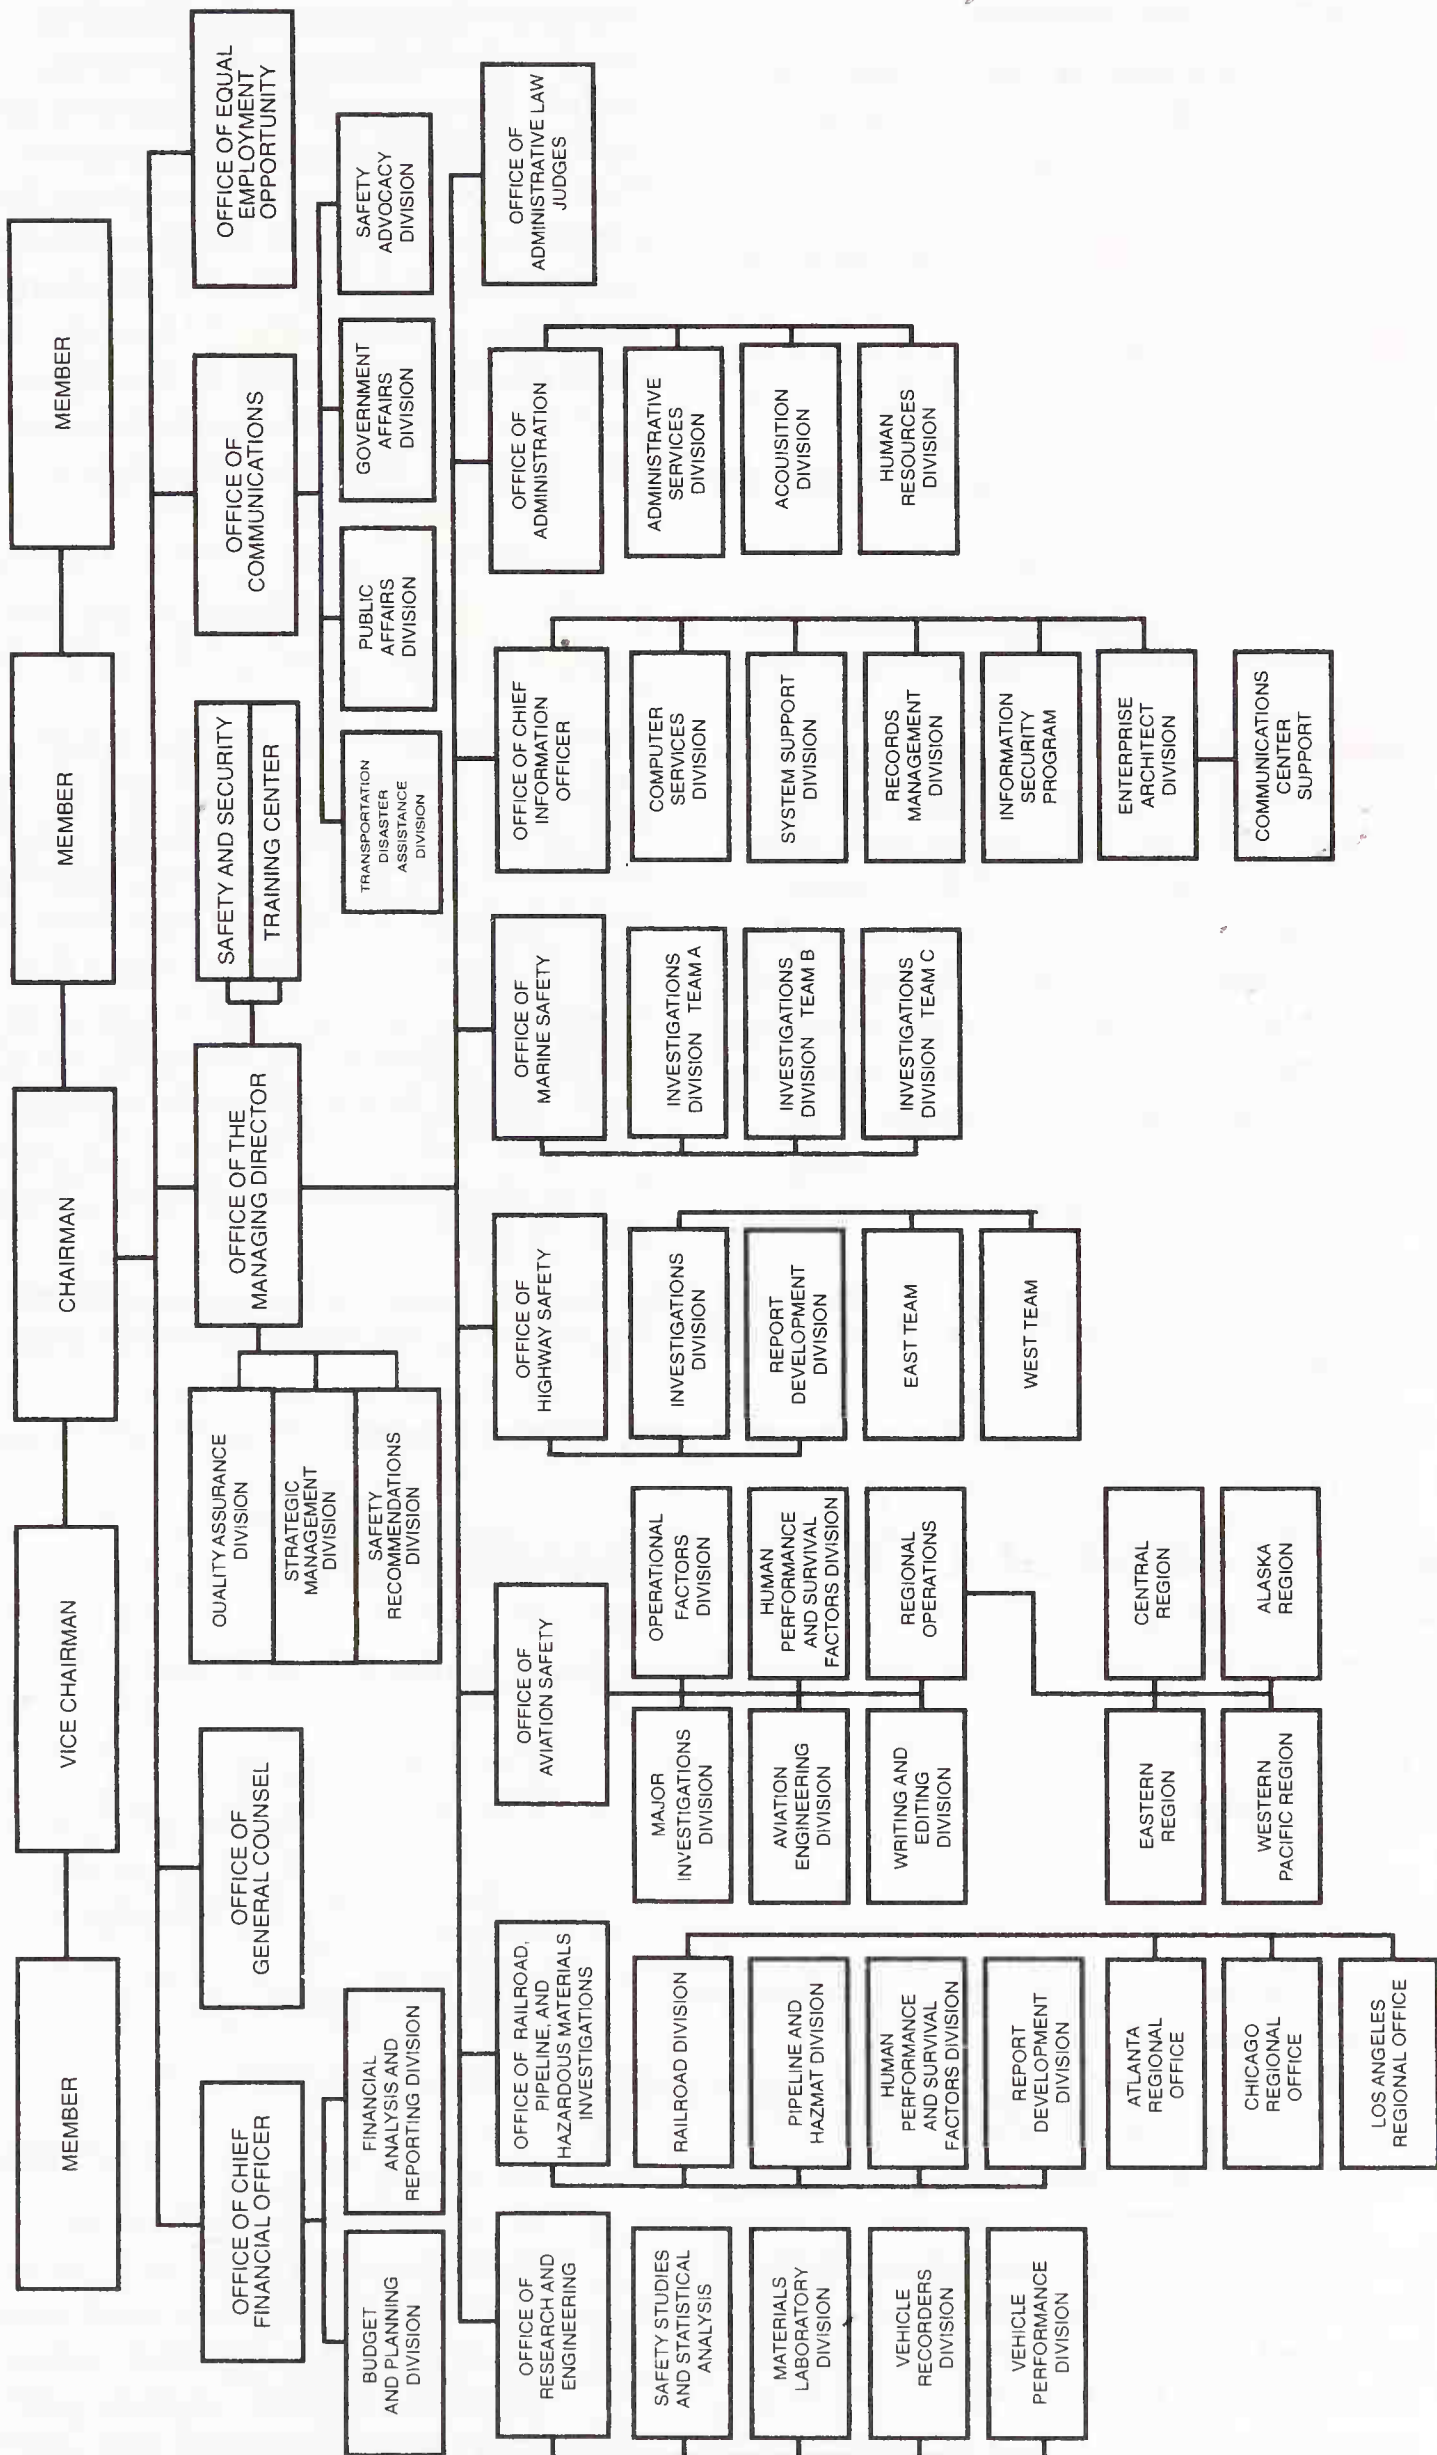 MEMBER
VICE CHAIRMAN
CHAIRMAN
MEMBER
MEMBER
OFFICE OF CHIEF
FINANCIAL OFFICER
OFFICE OF
GENERAL COUNSEL
QUALITY ASSURANCE
DIVISION
STRATEGIC
MANAGEMENT
DIVISION
SAFETY
RECOMMENDATIONS
DIVISION
OFFICE OF THE
MANAGING DIRECTOR
SAFETY AND SECURITY
TRAINING CENTER
OFFICE OF
COMMUNICATIONS
OFFICE OF EQUAL
EMPLOYMENT
OPPORTUNITY
BUDGET
AND PLANNING
DIVISION
FINANCIAL
ANALYSIS AND
REPORTING DIVISION
TRANSPORTATION
DISASTER
ASSISTANCE
DIVISION
PUBLIC
AFFAIRS
DIVISION
GOVERNMENT
AFFAIRS
DIVISION
SAFETY
ADVOCACY
DIVISION
OFFICE OF
RESEARCH AND
ENGINEERING
SAFETY STUDIES
AND STATISTICAL
ANALYSIS
MATERIALS
LABORATORY
DIVISION
VEHICLE
RECORDERS
DIVISION
VEHICLE
PERFORMANCE
DIVISION
OFFICE OF RAILROAD,
PIPELINE, AND
HAZARDOUS MATERIALS
INVESTIGATIONS
RAILROAD DIVISION
PIPELINE AND
HAZMAT DIVISION
HUMAN
PERFORMANCE
AND SURVIVAL
FACTORS DIVISION
REPORT
DEVELOPMENT
DIVISION
ATLANTA
REGIONAL
OFFICE
CHICAGO
REGIONAL
OFFICE
LOS ANGELES
REGIONAL OFFICE
OFFICE OF
AVIATION SAFETY
MAJOR
INVESTIGATIONS
DIVISION
OPERATIONAL
FACTORS
DIVISION
AVIATION
ENGINEERING
DIVISION
HUMAN
PERFORMANCE
AND SURVIVAL
FACTORS DIVISION
WRITING AND
EDITING
DIVISION
REGIONAL
OPERATIONS
EASTERN
REGION
CENTRAL
REGION
WESTERN
PACIFIC REGION
ALASKA
REGION
OFFICE OF
HIGHWAY SAFETY
INVESTIGATIONS
DIVISION
REPORT
DEVELOPMENT
DIVISION
EAST TEAM
WEST TEAM
OFFICE OF
MARINE SAFETY
INVESTIGATIONS
DIVISION TEAM A
INVESTIGATIONS
DIVISION TEAM B
INVESTIGATIONS
DIVISION TEAM C
OFFICE OF CHIEF
INFORMATION
OFFICER
COMPUTER
SERVICES
DIVISION
SYSTEM SUPPORT
DIVISION
RECORDS
MANAGEMENT
DIVISION
INFORMATION
SECURITY
PROGRAM
ENTERPRISE
ARCHITECT
DIVISION
COMMUNICATIONS
CENTER
SUPPORT
OFFICE OF
ADMINISTRATION
ADMINISTRATIVE
SERVICES
DIVISION
ACQUISITION
DIVISION
HUMAN
RESOURCES
DIVISION
OFFICE OF
ADMINISTRATIVE LAW
JUDGES